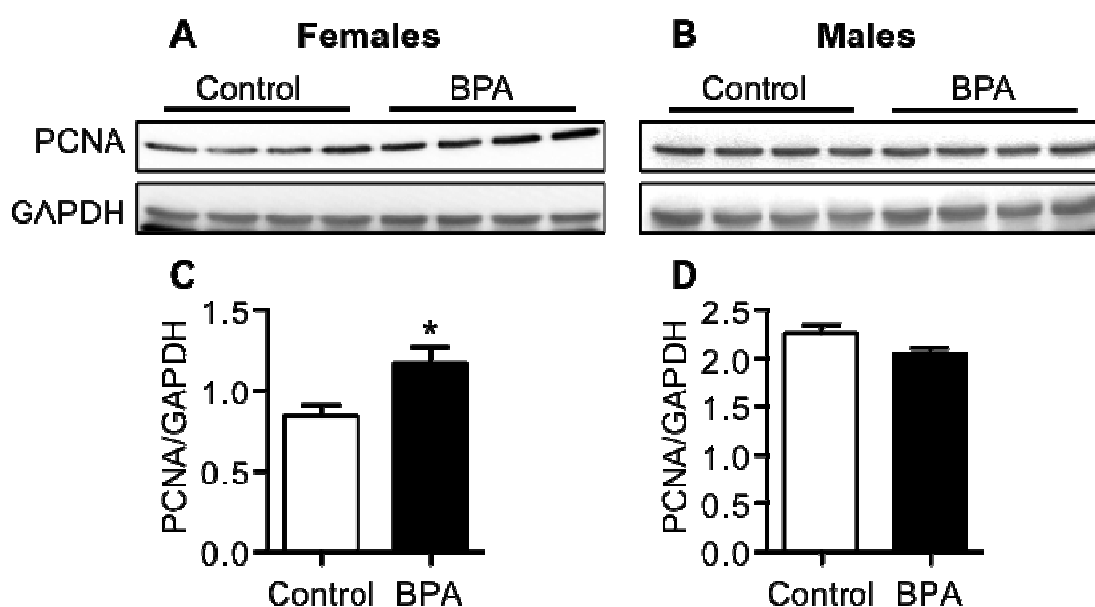 A Females B Males
Control BPA Control BPA
PCNA
GΛPDH
C D
1.5 2.5
* 2.0
1.0 1.5
0.5 1.0
0.5
0.0 0.0
PCNA/GAPDH PCNA/GAPDH
Control BPA Control BPA